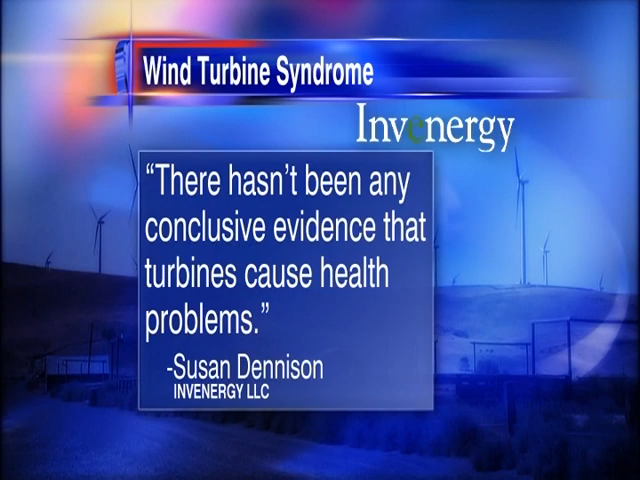 Wind Turbine Syndrome
Invenergy
“There hasn’t been any
conclusive evidence that
turbines cause health
problems.”
-Susan Dennison
INVENERGY LLC